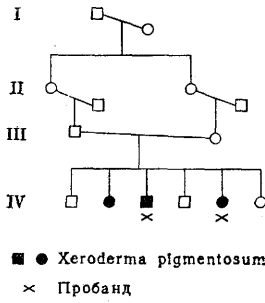 I
II
III
IV
Xeroderma pigmentosum
× Пробанд